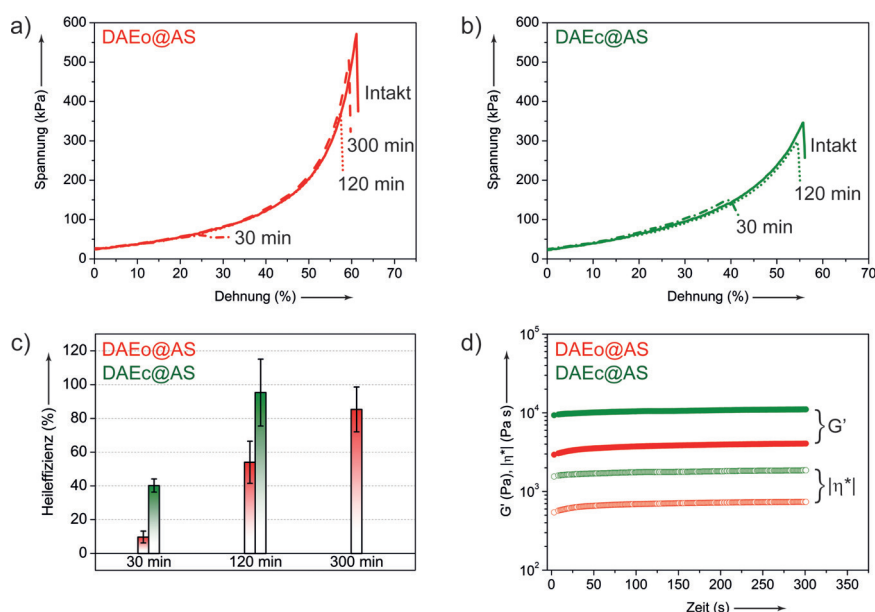 a)
DAEo@AS
600
500
400
300
200
100
0
Spannung (kPa)
Intakt
300 min
120 min
30 min
0 10 20 30 40 50 60 70
Dehnung (%)
b)
DAEc@AS
600
500
400
300
200
100
0
Spannung (kPa)
Intakt
120 min
30 min
0 10 20 30 40 50 60 70
Dehnung (%)
c)
DAEo@AS
DAEc@AS
120
100
80
60
40
20
0
Heileffizienz (%)
30 min 120 min 300 min
d)
DAEo@AS
DAEc@AS
10⁵
10⁴
10³
10²
G' (Pa), |η*| (Pa s)
G'
|η*|
0 50 100 150 200 250 300 350
Zeit (s)